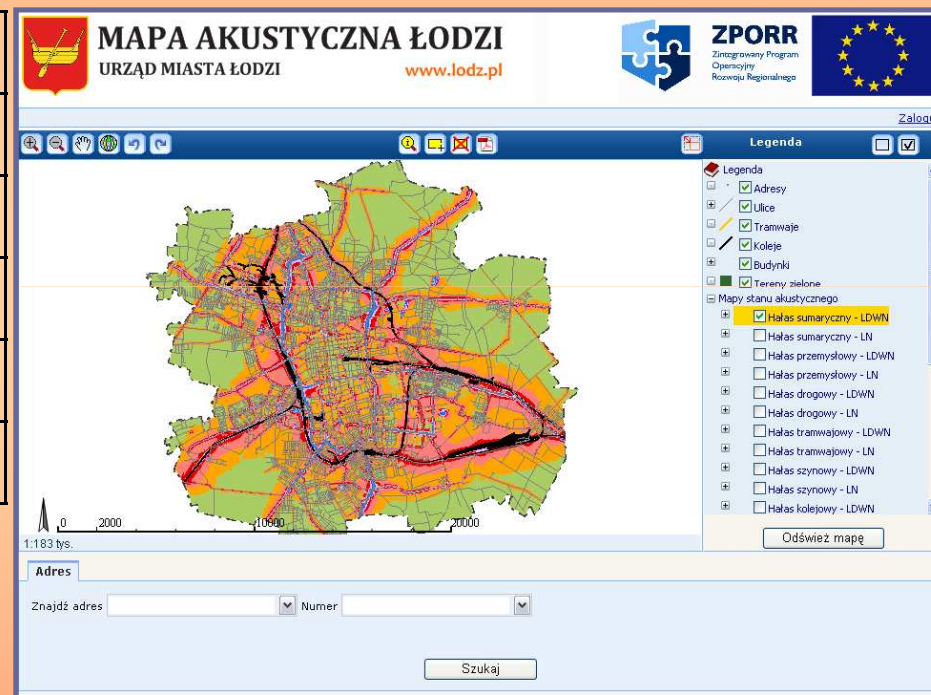 MAPA AKUSTYCZNA ŁODZI
URZĄD MIASTA ŁODZI www.lodz.pl
ZPORR
Zintegrowany Program
Operacyjny
Rozwoju Regionalnego
Zalogu
Legenda
Legenda
Adresy
Ulice
Tramwaje
Koleje
Budynki
Tereny zielone
Mapy stanu akustycznego
Hałas sumaryczny - LDWN
Hałas sumaryczny - LN
Hałas przemysłowy - LDWN
Hałas przemysłowy - LN
Hałas drogowy - LDWN
Hałas drogowy - LN
Hałas tramwajowy - LDWN
Hałas tramwajowy - LN
Hałas szynowy - LDWN
Hałas szynowy - LN
Hałas kolejowy - LDWN
0 2000 10000 20000
1:183 tys.
Odśwież mapę
Adres
Znajdź adres Numer
Szukaj